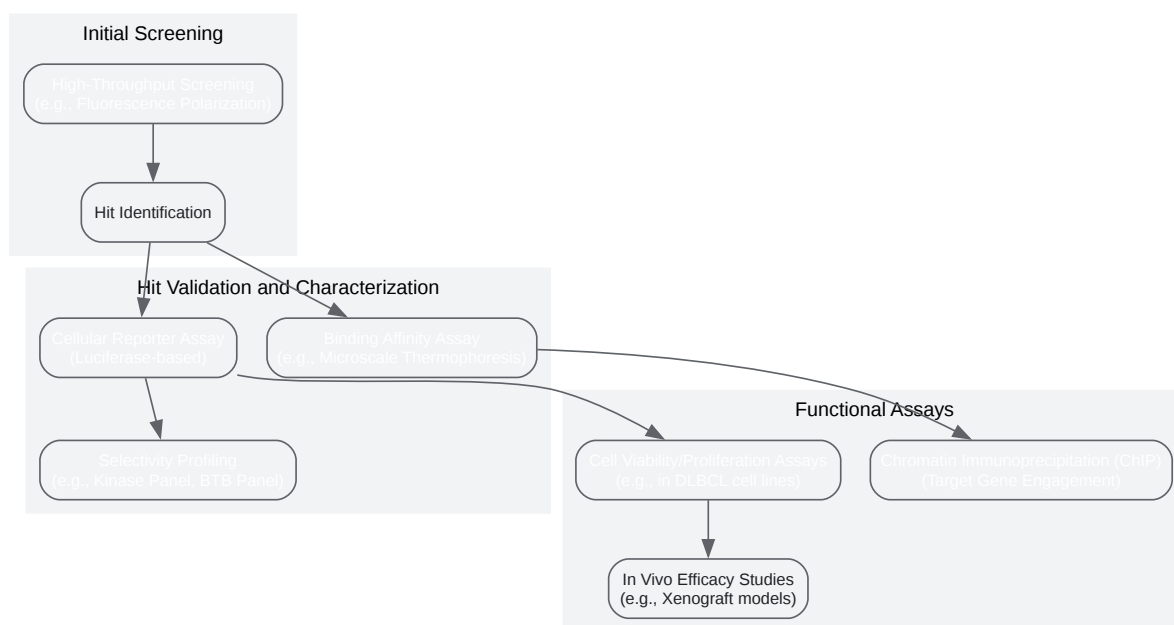 Initial Screening
High-Throughput Screening
(e.g., Fluorescence Polarization)
Hit Identification
Hit Validation and Characterization
Cellular Reporter Assay
(Luciferase-based)
Binding Affinity Assay
(e.g., Microscale Thermophoresis)
Selectivity Profiling
(e.g., Kinase Panel, BTB Panel)
Functional Assays
Cell Viability/Proliferation Assays
(e.g., in DLBCL cell lines)
Chromatin Immunoprecipitation (ChIP)
(Target Gene Engagement)
In Vivo Efficacy Studies
(e.g., Xenograft models)